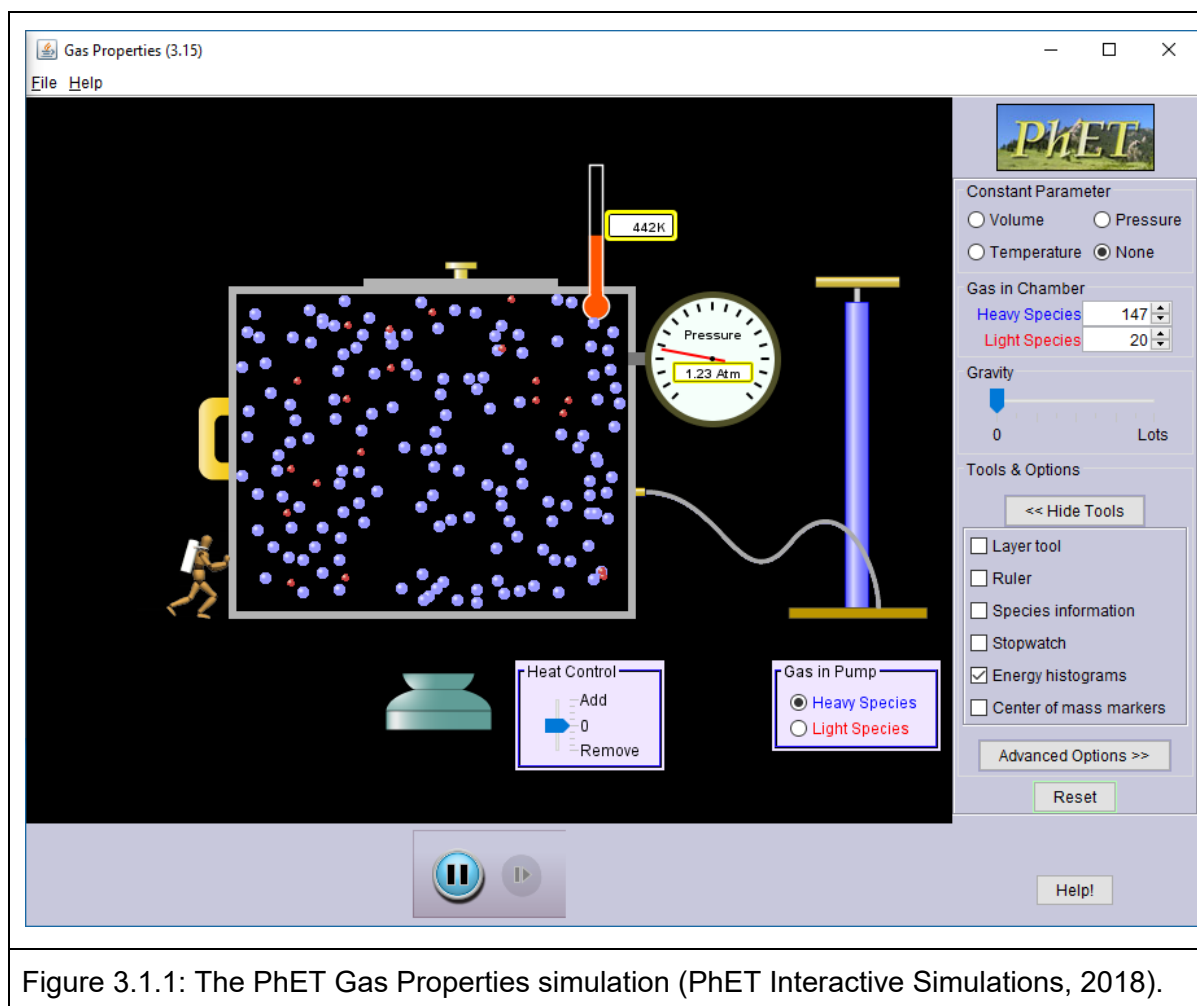 Gas Properties (3.15)
File Help
PhET
442K
Pressure
1.23 Atm
Constant Parameter
Volume Pressure
Temperature None
Gas in Chamber
Heavy Species 147
Light Species 20
Gravity
0 Lots
Tools & Options
<< Hide Tools
Layer tool
Ruler
Species information
Stopwatch
Energy histograms
Center of mass markers
Advanced Options >>
Reset
Heat Control
Add
0
Remove
Gas in Pump
Heavy Species
Light Species
Help!
Figure 3.1.1: The PhET Gas Properties simulation (PhET Interactive Simulations, 2018).